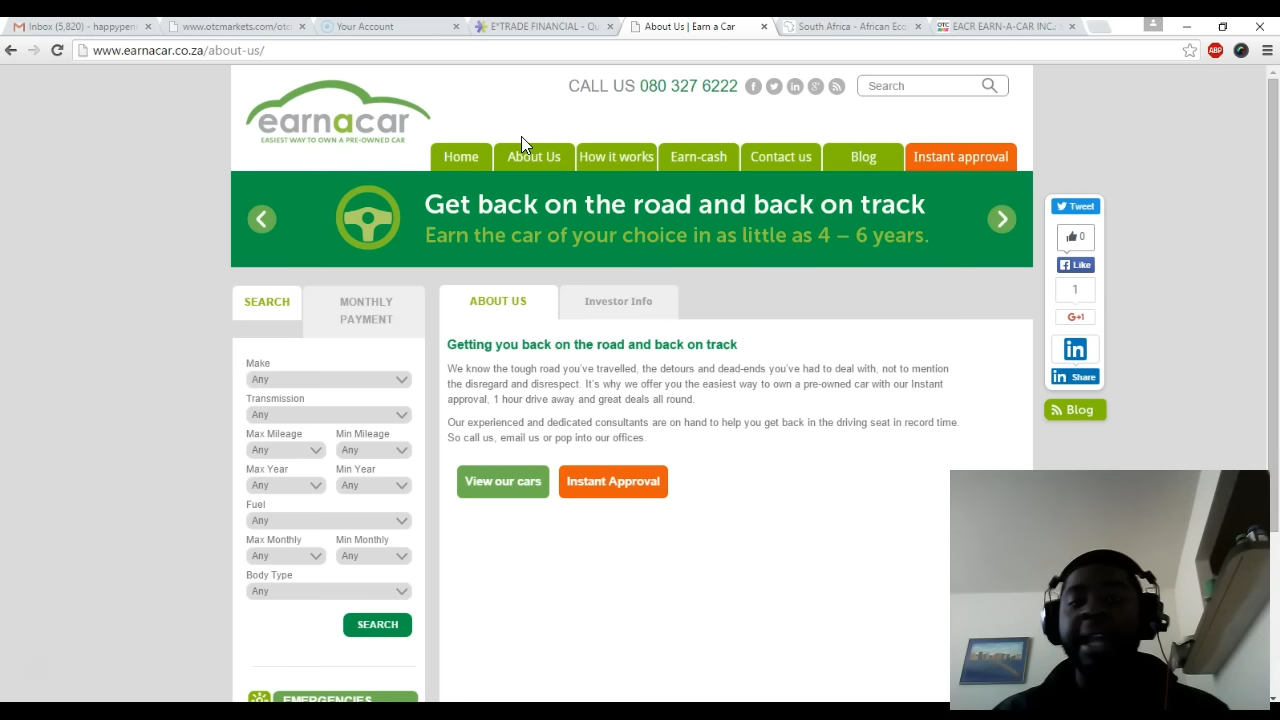 Inbox (5,820) - happypen
www.otcmarkets.com/otc
Your Account
E*TRADE FINANCIAL - Qu
About Us | Earn a Car
South Africa - African Eco
EACR EARN-A-CAR INC.:
www.earnacar.co.za/about-us/
ABP
CALL US 080 327 6222
Search
earnacar
EASIEST WAY TO OWN A PRE-OWNED CAR
Home
About Us
How it works
Earn-cash
Contact us
Blog
Instant approval
Get back on the road and back on track
Earn the car of your choice in as little as 4 – 6 years.
Tweet
0
Like
1
G+1
in
in Share
Blog
SEARCH
MONTHLY
PAYMENT
Make
Any
Transmission
Any
Max Mileage Min Mileage
Any Any
Max Year Min Year
Any Any
Fuel
Any
Max Monthly Min Monthly
Any Any
Body Type
Any
SEARCH
EMERGENCIES
ABOUT US
Investor Info
Getting you back on the road and back on track
We know the tough road you've travelled, the detours and dead-ends you've had to deal with, not to mention
the disregard and disrespect. It's why we offer you the easiest way to own a pre-owned car with our Instant
approval, 1 hour drive away and great deals all round.
Our experienced and dedicated consultants are on hand to help you get back in the driving seat in record time.
So call us, email us or pop into our offices.
View our cars
Instant Approval